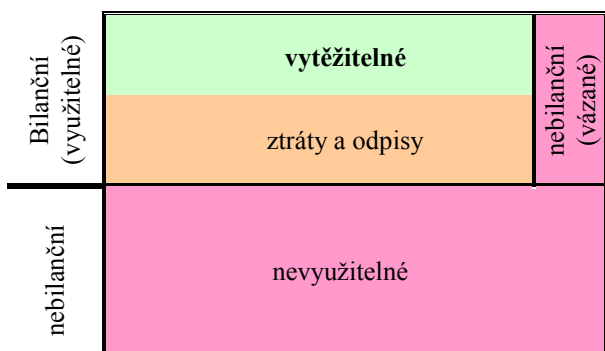 Bilanční
(využitelné)
vytěžitelné
ztráty a odpisy
nebilanční
(vázané)
nebilanční
nevyužitelné